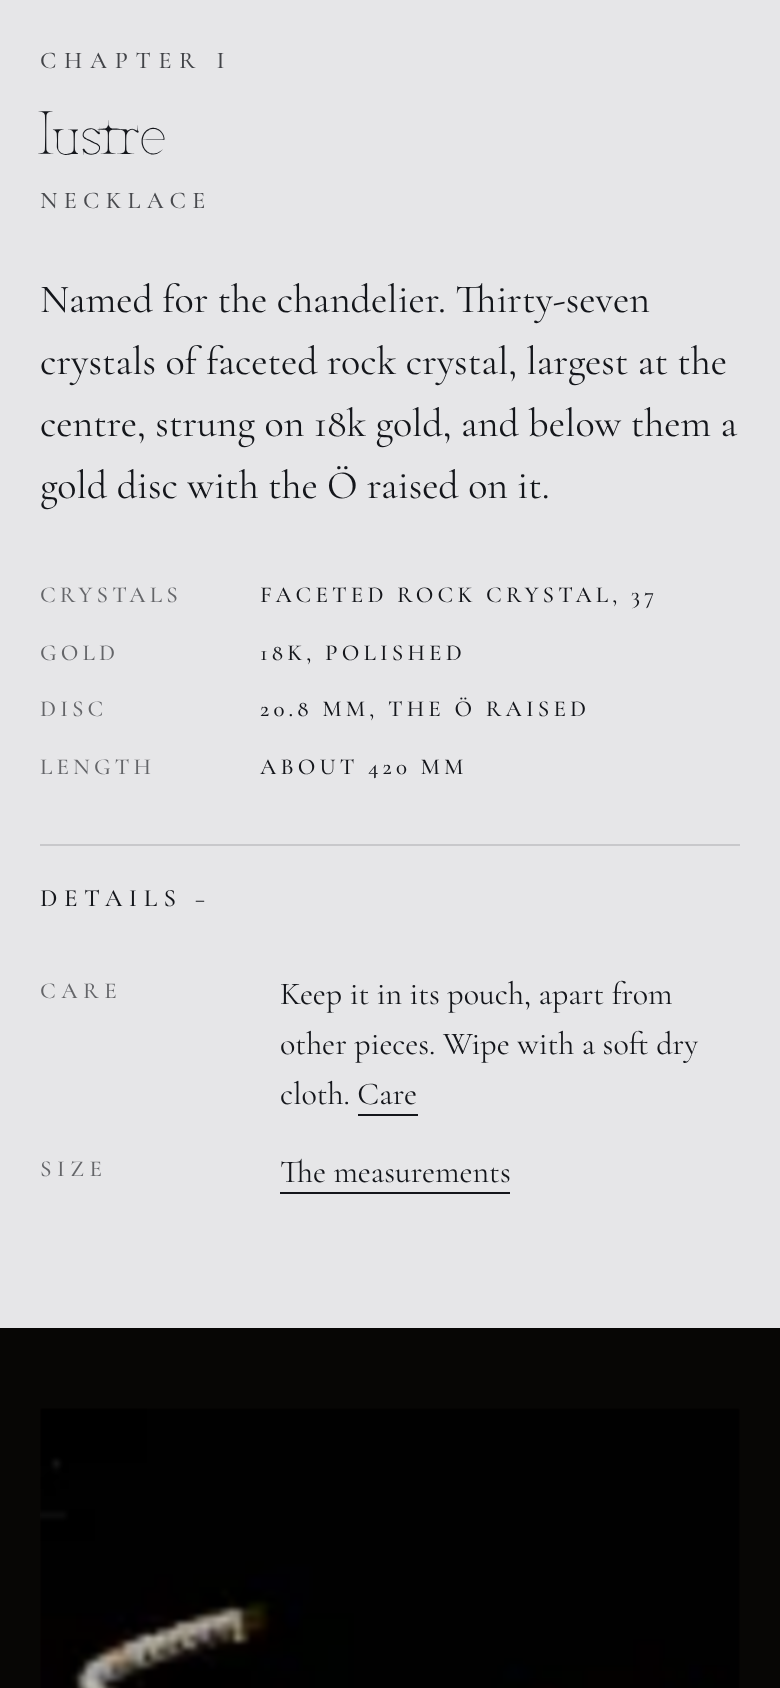 CHAPTER I
lustre
NECKLACE
Named for the chandelier. Thirty-seven
crystals of faceted rock crystal, largest at the
centre, strung on 18k gold, and below them a
gold disc with the Ö raised on it.
CRYSTALS FACETED ROCK CRYSTAL, 37
GOLD 18K, POLISHED
DISC 20.8 MM, THE Ö RAISED
LENGTH ABOUT 420 MM
DETAILS –
CARE Keep it in its pouch, apart from
other pieces. Wipe with a soft dry
cloth. Care
SIZE The measurements